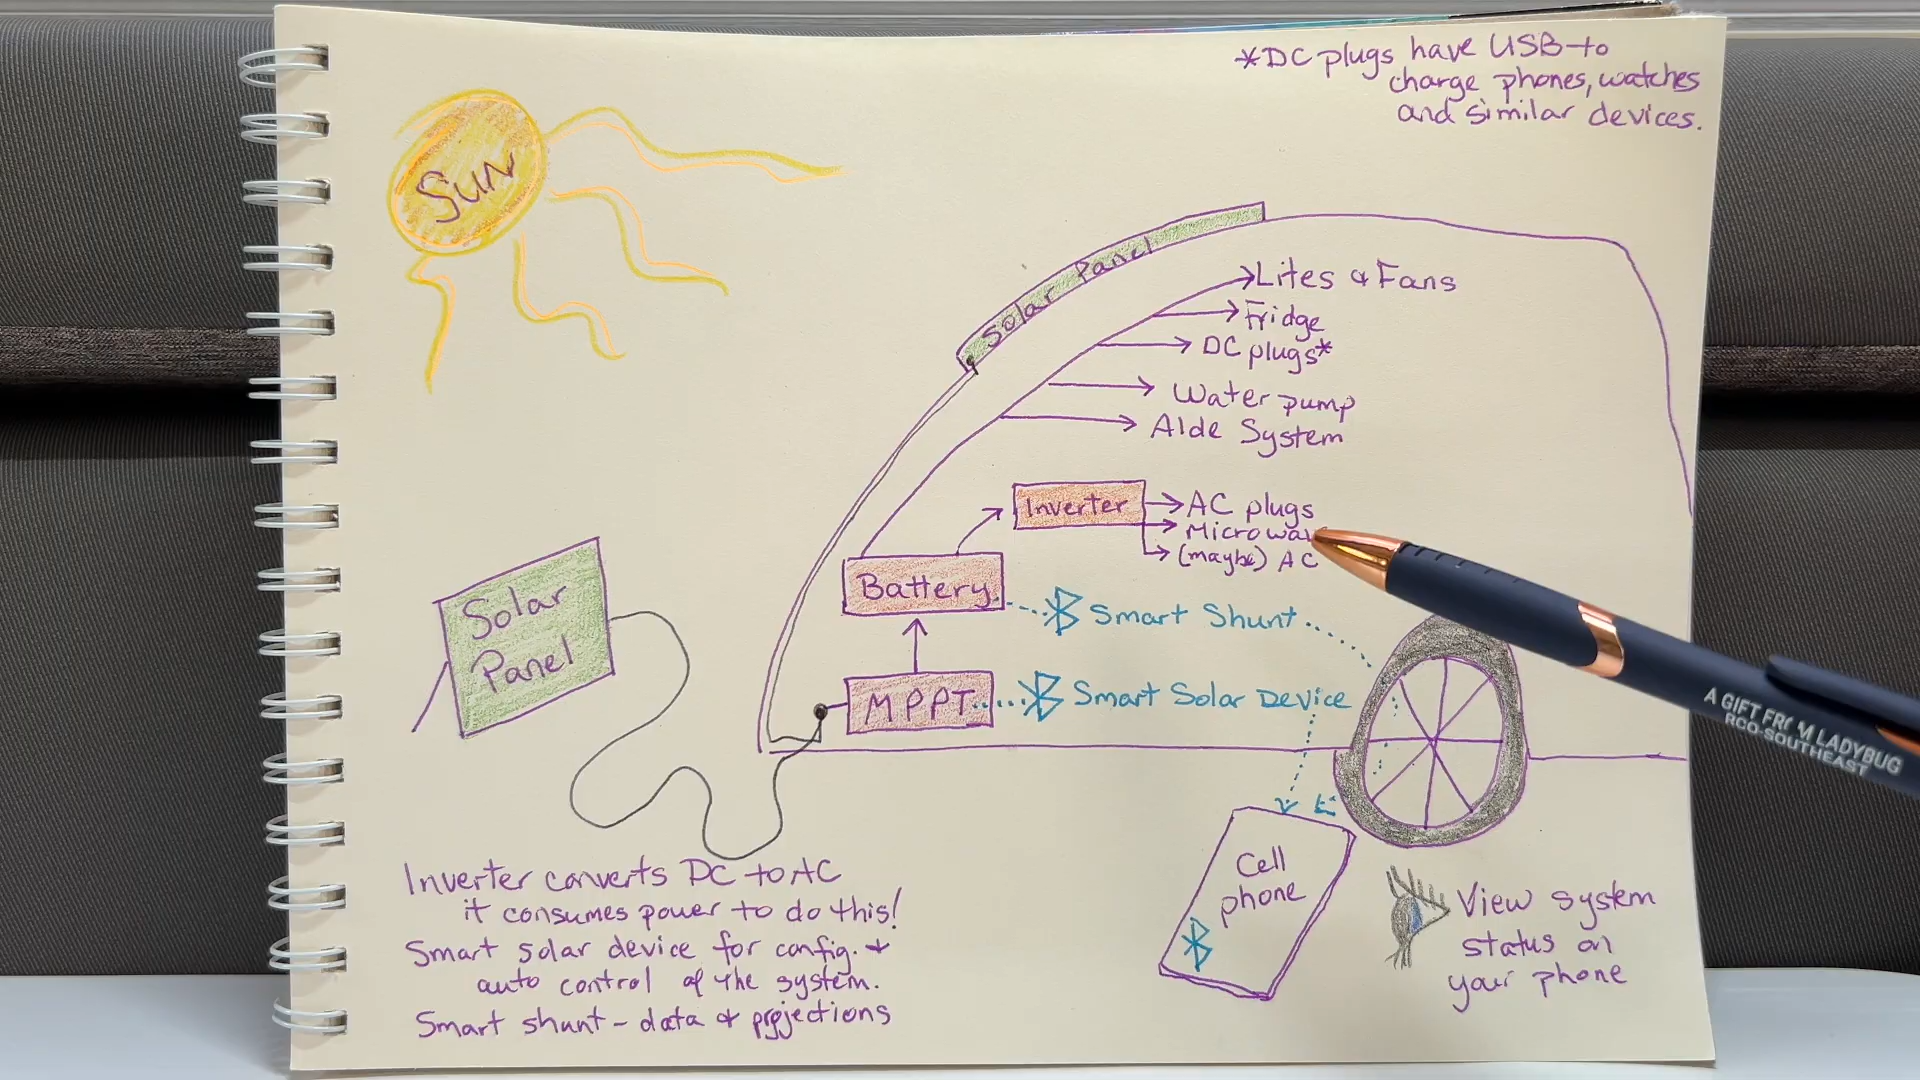 *DC plugs have USB to
charge phones, watches
and similar devices.
Sun
Solar Panel
Lites & Fans
Fridge
DC plugs*
Water pump
Alde System
Inverter
AC plugs
Microwav
(maybe) AC
Battery
Smart Shunt
MPPT
Smart Solar Device
Solar
Panel
Cell
phone
View system
status on
your phone
Inverter converts DC to AC
it consumes power to do this!
Smart solar device for config. +
auto control of the system.
Smart shunt - data & projections
A GIFT FROM LADYBUG
RCO-SOUTHEAST